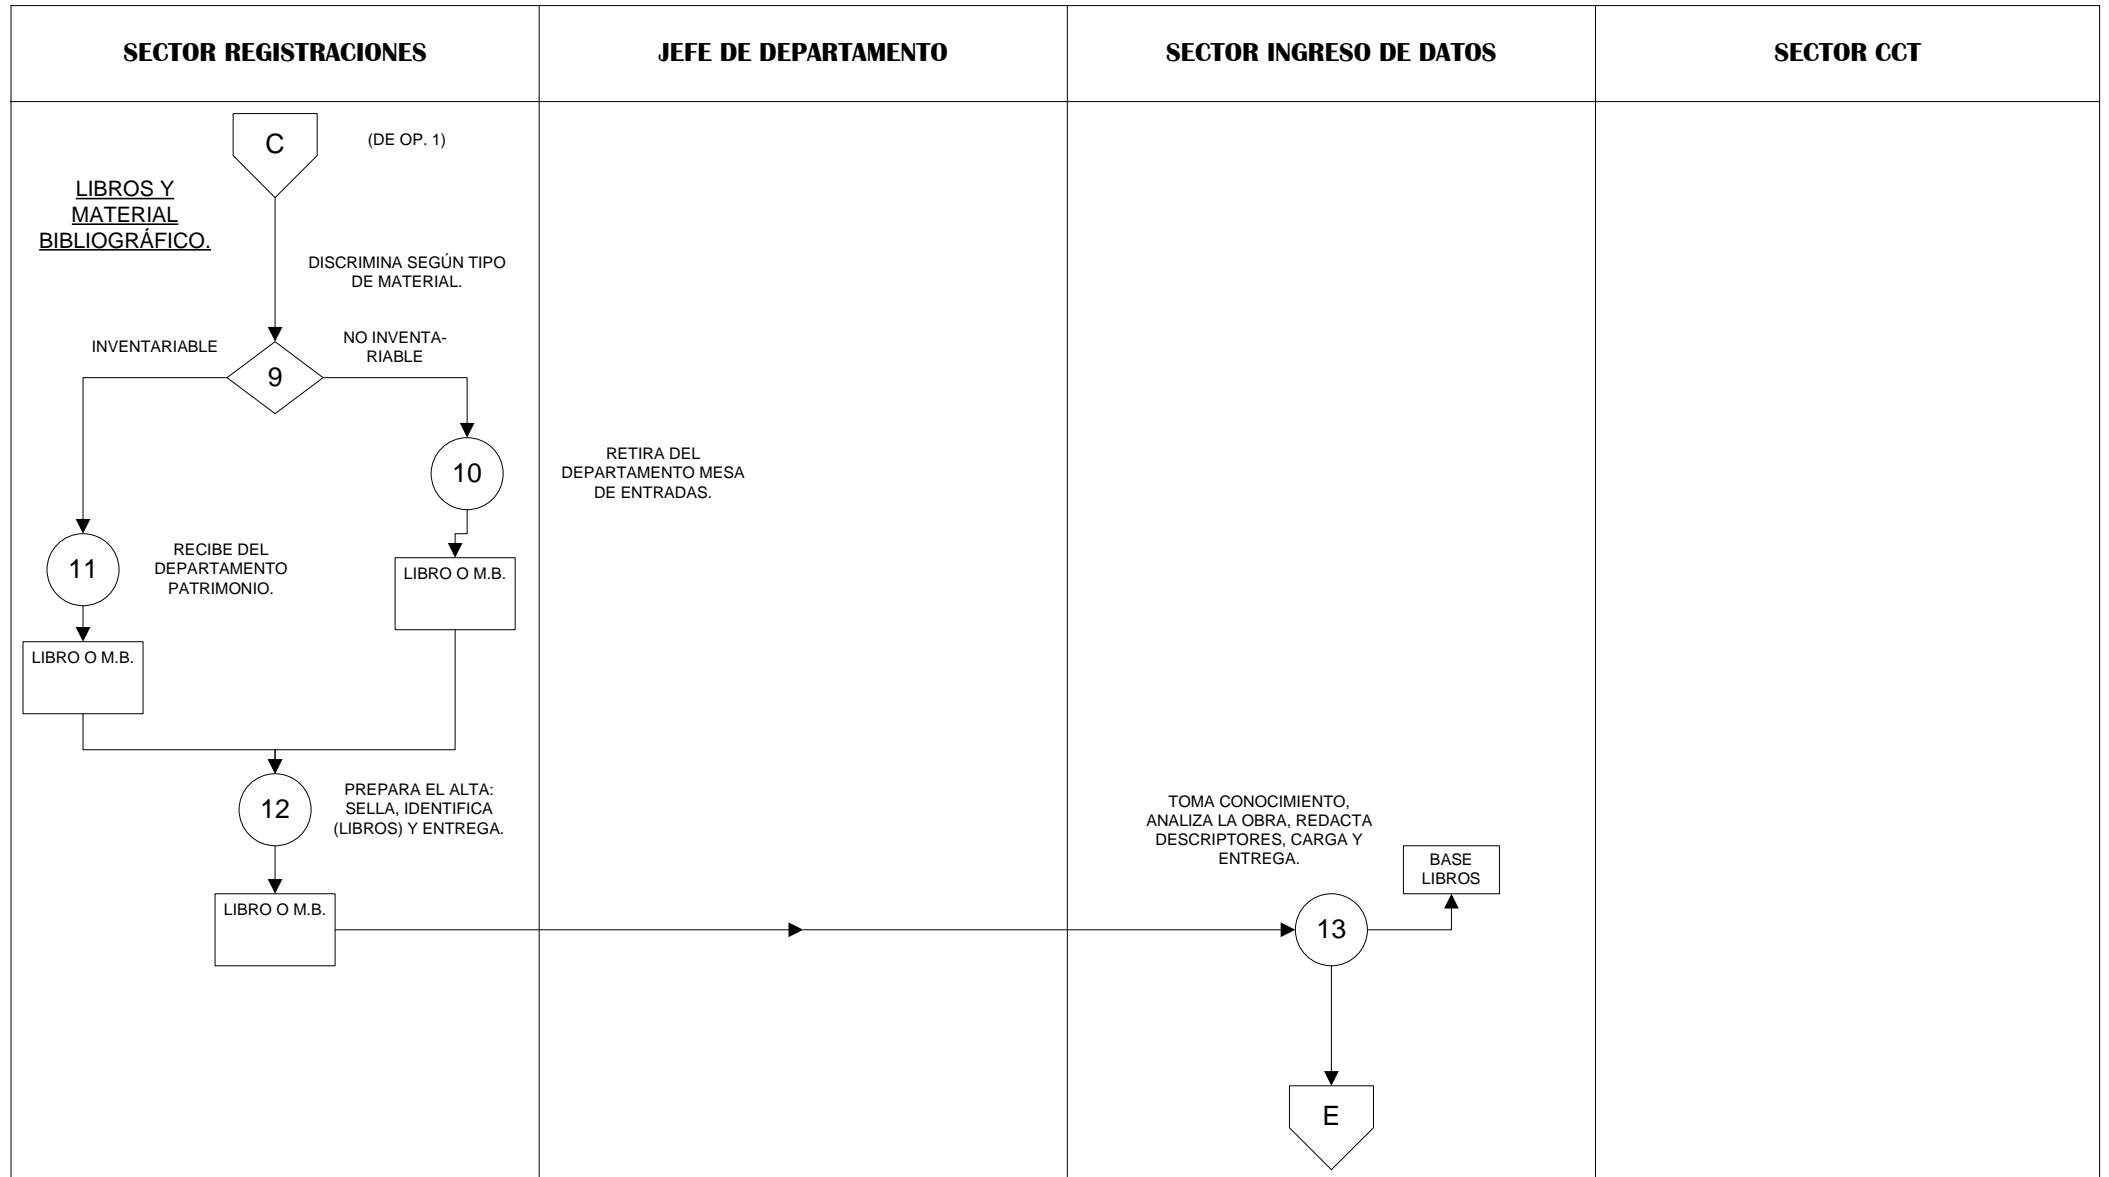 SECTOR REGISTRACIONES
JEFE DE DEPARTAMENTO
SECTOR INGRESO DE DATOS
SECTOR CCT
C
(DE OP. 1)
LIBROS Y
MATERIAL
BIBLIOGRÁFICO.
DISCRIMINA SEGÚN TIPO
DE MATERIAL.
INVENTARIABLE
NO INVENTA-
RIABLE
9
10
RETIRA DEL
DEPARTAMENTO MESA
DE ENTRADAS.
11
RECIBE DEL
DEPARTAMENTO
PATRIMONIO.
LIBRO O M.B.
LIBRO O M.B.
12
PREPARA EL ALTA:
SELLA, IDENTIFICA
(LIBROS) Y ENTREGA.
LIBRO O M.B.
TOMA CONOCIMIENTO,
ANALIZA LA OBRA, REDACTA
DESCRIPTORES, CARGA Y
ENTREGA.
BASE
LIBROS
13
E